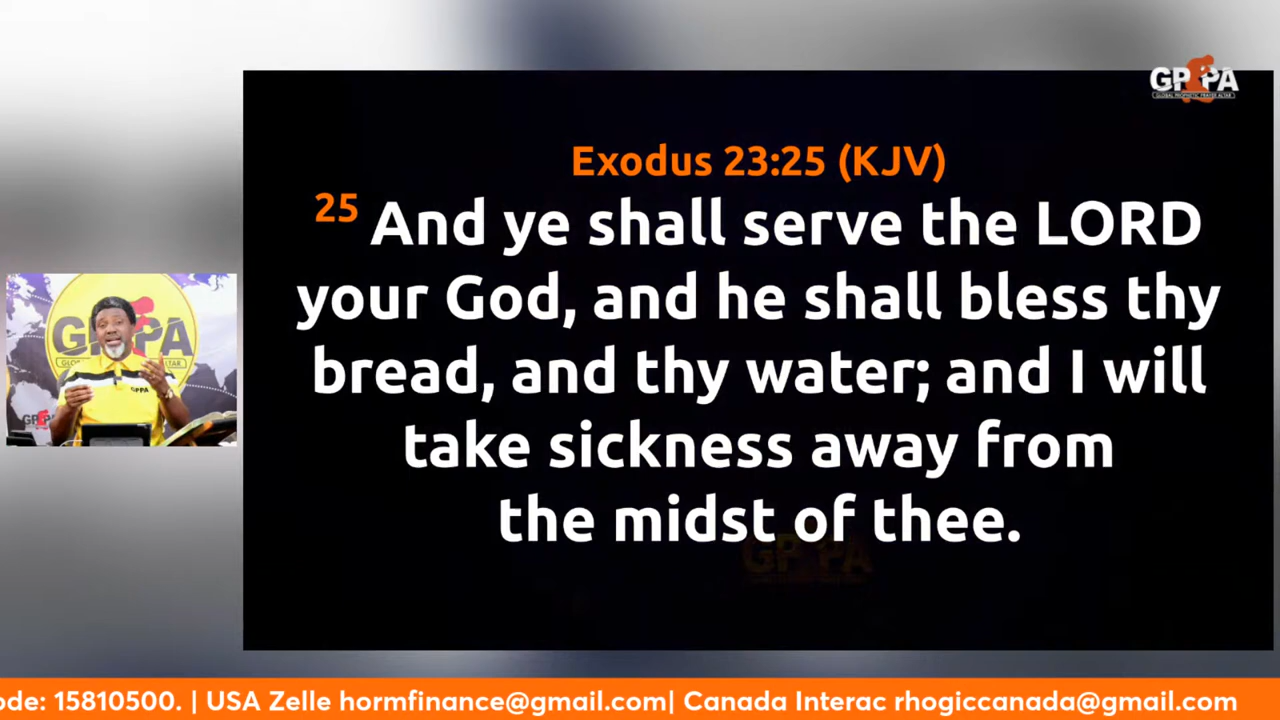 GPPA
GLOBAL PROPHETIC PRAYER ALTAR
Exodus 23:25 (KJV)
25 And ye shall serve the LORD
your God, and he shall bless thy
bread, and thy water; and I will
take sickness away from
the midst of thee.
GPPA
GPPA
ode: 15810500. | USA Zelle hormfinance@gmail.com| Canada Interac rhogiccanada@gmail.com